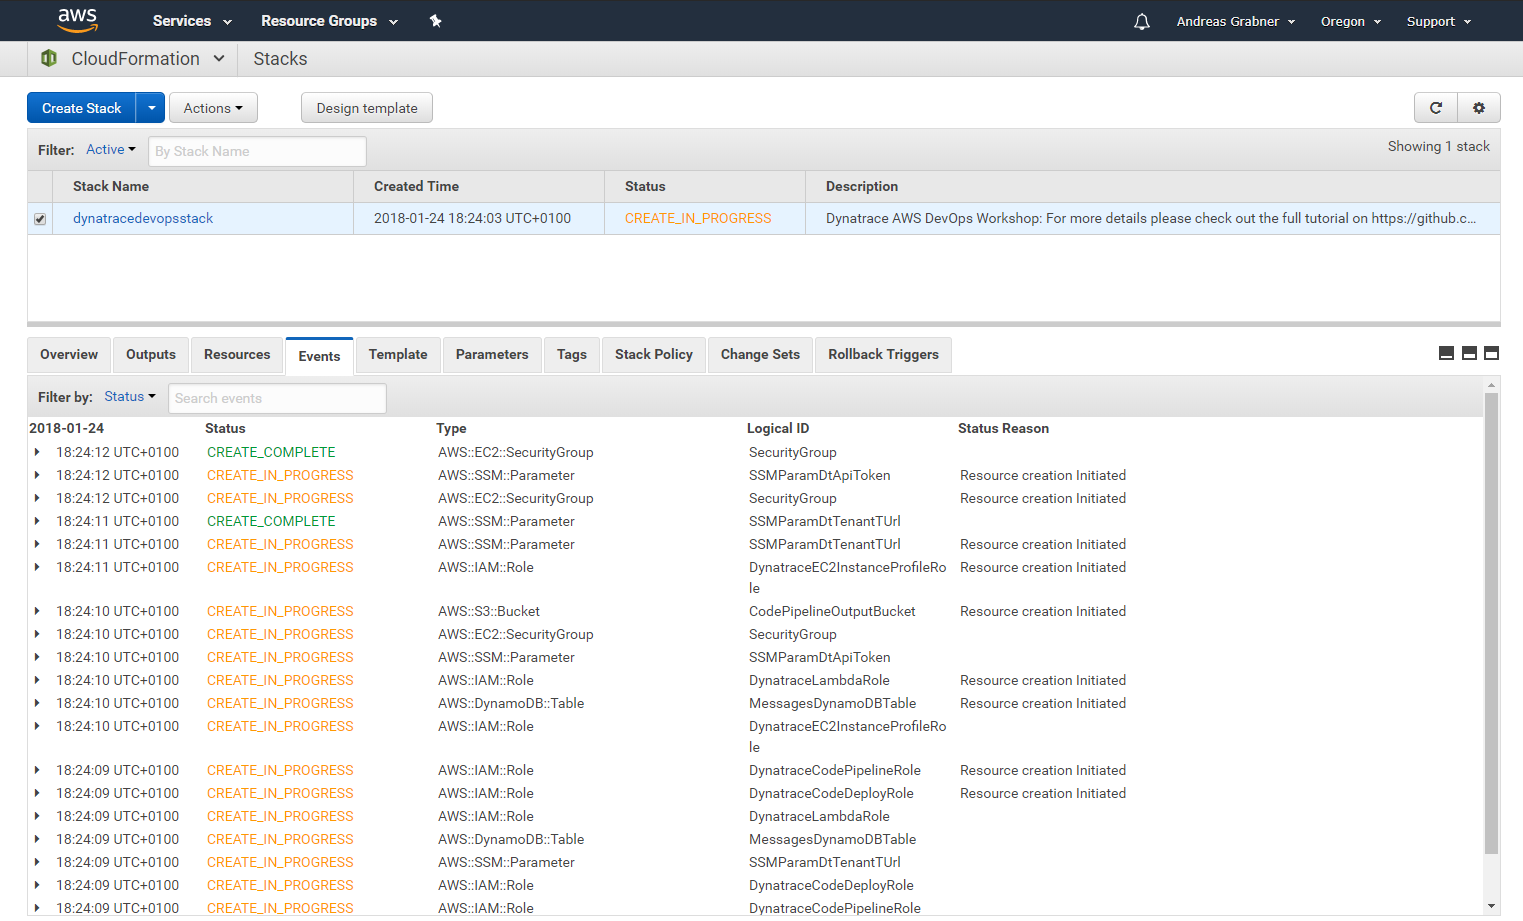 aws Services Resource Groups Andreas Grabner Oregon Support
CloudFormation Stacks
Create Stack Actions Design template
Filter: Active By Stack Name Showing 1 stack
Stack Name Created Time Status Description
dynatracedevopsstack 2018-01-24 18:24:03 UTC+0100 CREATE_IN_PROGRESS Dynatrace AWS DevOps Workshop: For more details please check out the full tutorial on https://github.c...
Overview Outputs Resources Events Template Parameters Tags Stack Policy Change Sets Rollback Triggers
Filter by: Status Search events
2018-01-24 Status Type Logical ID Status Reason
18:24:12 UTC+0100 CREATE_COMPLETE AWS::EC2::SecurityGroup SecurityGroup
18:24:12 UTC+0100 CREATE_IN_PROGRESS AWS::SSM::Parameter SSMParamDtApiToken Resource creation Initiated
18:24:12 UTC+0100 CREATE_IN_PROGRESS AWS::EC2::SecurityGroup SecurityGroup Resource creation Initiated
18:24:11 UTC+0100 CREATE_COMPLETE AWS::SSM::Parameter SSMParamDtTenantTUrl
18:24:11 UTC+0100 CREATE_IN_PROGRESS AWS::SSM::Parameter SSMParamDtTenantTUrl Resource creation Initiated
18:24:11 UTC+0100 CREATE_IN_PROGRESS AWS::IAM::Role DynatraceEC2InstanceProfileRo Resource creation Initiated
le
18:24:10 UTC+0100 CREATE_IN_PROGRESS AWS::S3::Bucket CodePipelineOutputBucket Resource creation Initiated
18:24:10 UTC+0100 CREATE_IN_PROGRESS AWS::EC2::SecurityGroup SecurityGroup
18:24:10 UTC+0100 CREATE_IN_PROGRESS AWS::SSM::Parameter SSMParamDtApiToken
18:24:10 UTC+0100 CREATE_IN_PROGRESS AWS::IAM::Role DynatraceLambdaRole Resource creation Initiated
18:24:10 UTC+0100 CREATE_IN_PROGRESS AWS::DynamoDB::Table MessagesDynamoDBTable Resource creation Initiated
18:24:10 UTC+0100 CREATE_IN_PROGRESS AWS::IAM::Role DynatraceEC2InstanceProfileRo
le
18:24:09 UTC+0100 CREATE_IN_PROGRESS AWS::IAM::Role DynatraceCodePipelineRole Resource creation Initiated
18:24:09 UTC+0100 CREATE_IN_PROGRESS AWS::IAM::Role DynatraceCodeDeployRole Resource creation Initiated
18:24:09 UTC+0100 CREATE_IN_PROGRESS AWS::IAM::Role DynatraceLambdaRole
18:24:09 UTC+0100 CREATE_IN_PROGRESS AWS::DynamoDB::Table MessagesDynamoDBTable
18:24:09 UTC+0100 CREATE_IN_PROGRESS AWS::SSM::Parameter SSMParamDtTenantTUrl
18:24:09 UTC+0100 CREATE_IN_PROGRESS AWS::IAM::Role DynatraceCodeDeployRole
18:24:09 UTC+0100 CREATE_IN_PROGRESS AWS::IAM::Role DynatraceCodePipelineRole